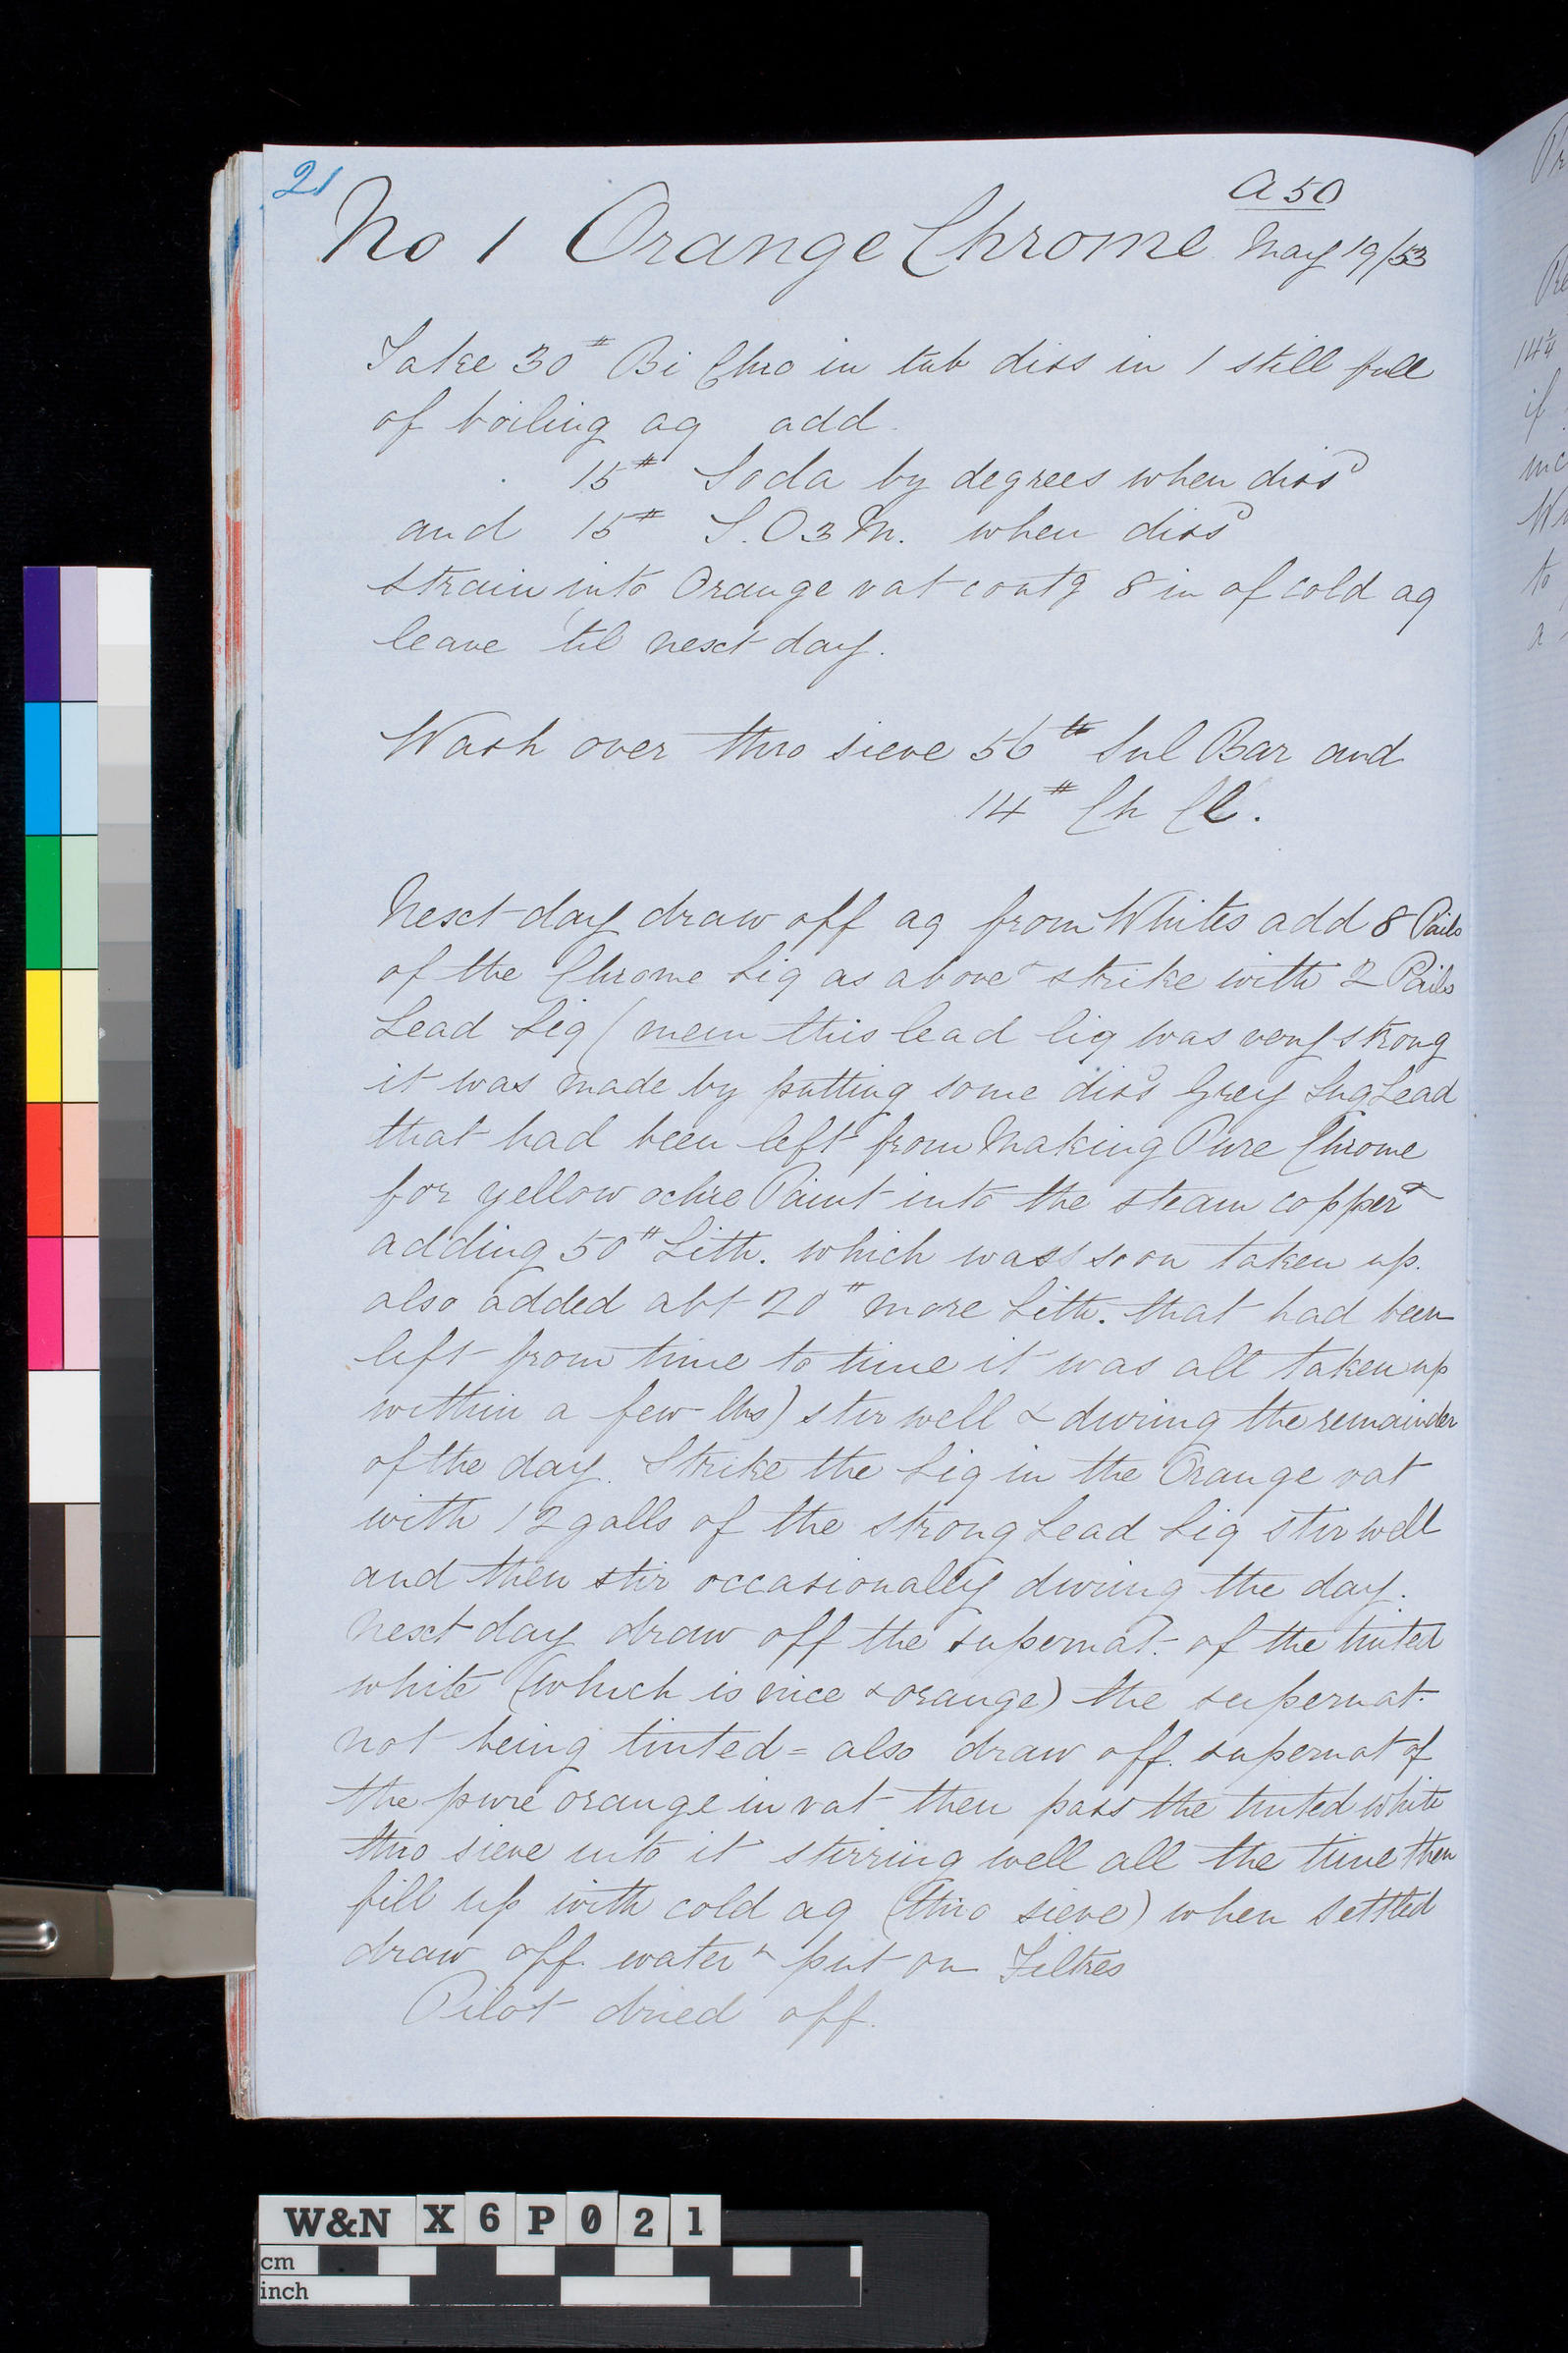 21
A 50
No 1 Orange Chrome May 19/53
Take 30# Bi Chro in tub diss in 1 still full
of boiling aq add
15# Soda by degrees when dissd
and 15# S.O3 M. when dissd
strain into Orange vat contg 8 in of cold aq
leave 'til next day.
Wash over thro sieve 56# Sul Bar and
14# Ch Cl.
Next day draw off aq from Whites add 8 Pails
of the Chrome Liq as above & strike with 2 Pails
Lead Liq (mem this lead liq was very strong
it was made by putting some dissd Grey Sug Lead
that had been left from Making Pure Chrome
for yellow ochre Paint into the steam copper &
adding 50# Lith. which was soon taken up.
also added abt 20# more Lith. that had been
left from time to time it was all taken up
within a few lbs) stir well & during the remainder
of the day. Strike the Liq in the Orange vat
with 12 galls of the strong Lead Liq stir well
and then stir occasionally during the day.
Next day draw off the supernat. of the tinted
white (which is nice & orange) the supernat.
not being tinted = also draw off. supernat of
the pure orange in vat then pass the tinted white
thro sieve into it stirring well all the time then
fill up with cold aq (thro sieve) when settled
draw off. water & put on Filtres
Pilot dried off.
W&N X6P021
cm
inch